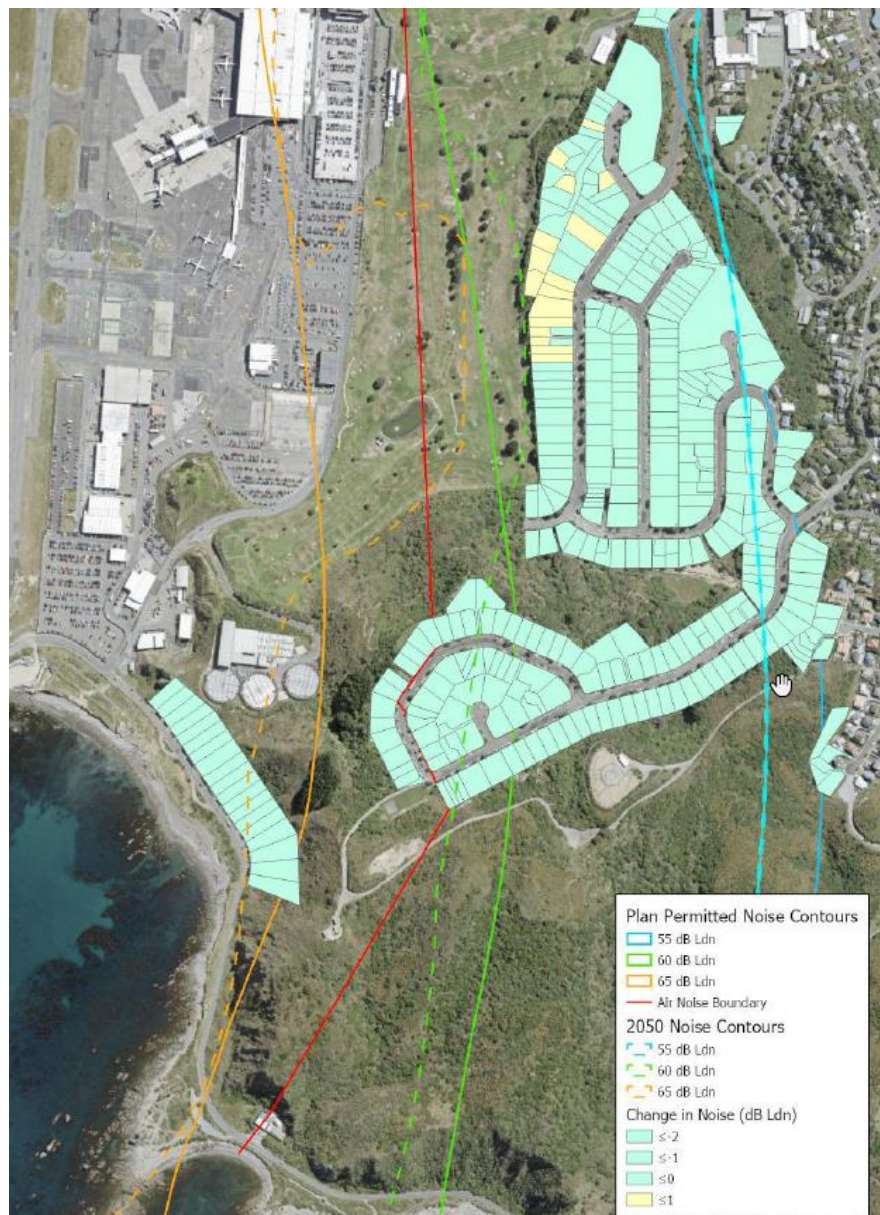 Plan Permitted Noise Contours
55 dB Ldn
60 dB Ldn
65 dB Ldn
Air Noise Boundary
2050 Noise Contours
55 dB Ldn
60 dB Ldn
65 dB Ldn
Change in Noise (dB Ldn)
≤-2
≤-1
≤0
≤1